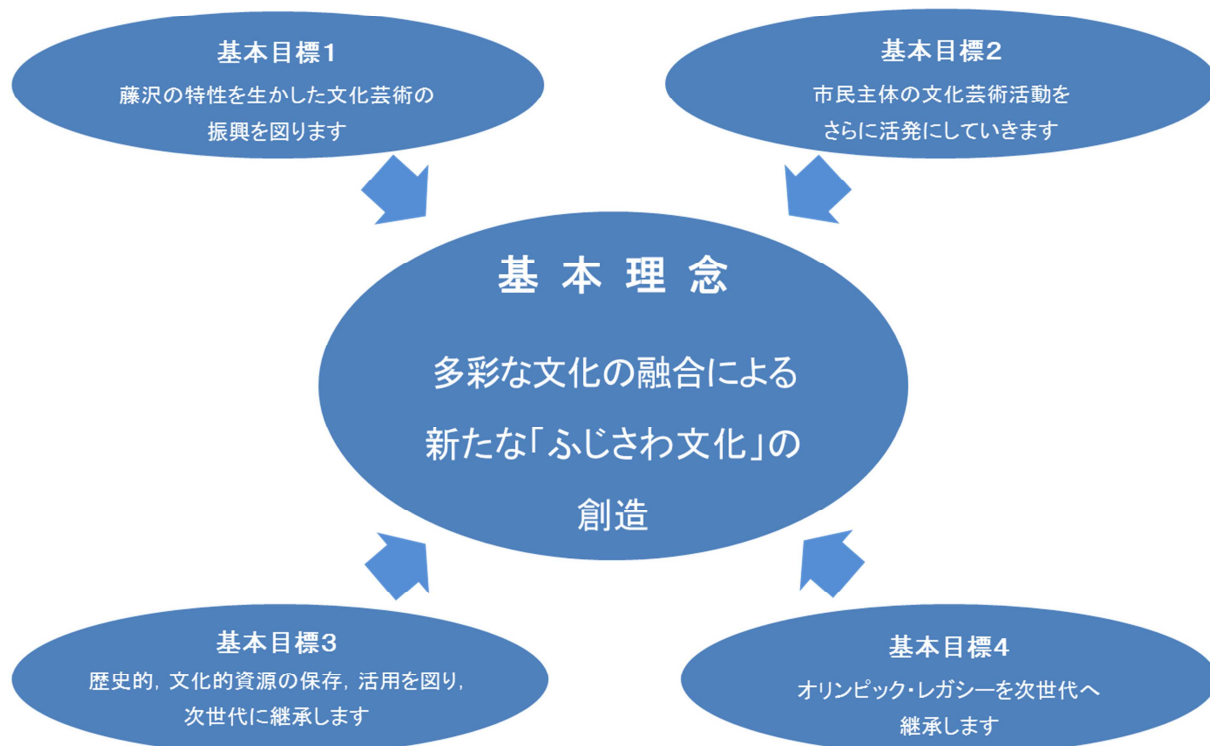 基本目標1
藤沢の特性を生かした文化芸術の
振興を図ります
基本目標2
市民主体の文化芸術活動を
さらに活発にしていきます
基 本 理 念
多彩な文化の融合による
新たな「ふじさわ文化」の
創造
基本目標3
歴史的，文化的資源の保存，活用を図り，
次世代に継承します
基本目標4
オリンピック・レガシーを次世代へ
継承します